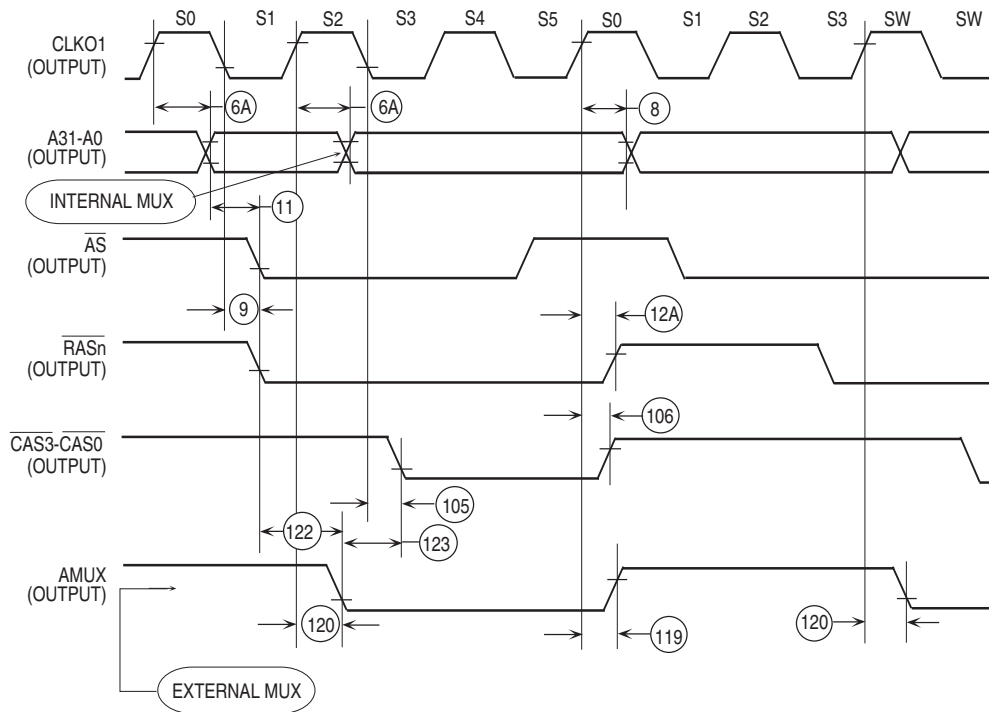 S0 S1 S2 S3 S4 S5 S0 S1 S2 S3 SW SW
CLKO1
(OUTPUT)
6A 6A 8
A31-A0
(OUTPUT)
INTERNAL MUX
11
AS
(OUTPUT)
9 12A
RASn
(OUTPUT)
106
CAS3-CAS0
(OUTPUT)
105
122 123
AMUX
(OUTPUT)
120 119 120
EXTERNAL MUX